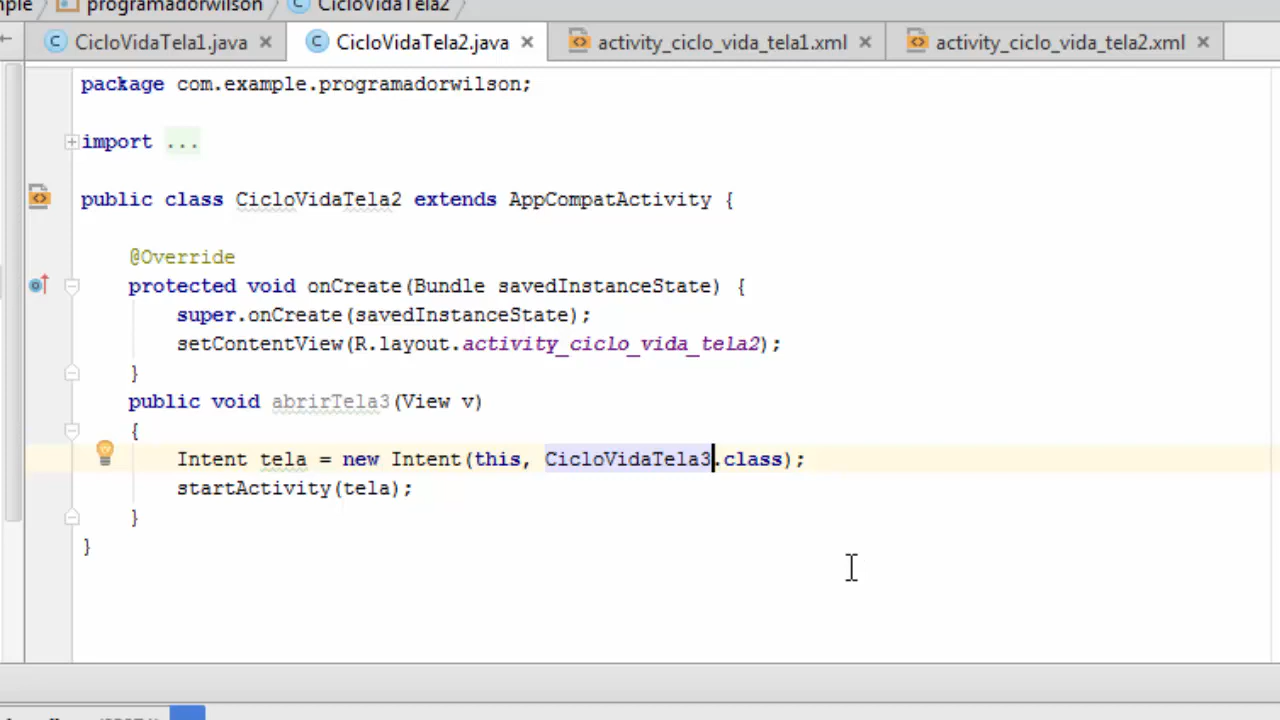 programadorwilson CicloVidaTela2
CicloVidaTela1.java CicloVidaTela2.java activity_ciclo_vida_tela1.xml activity_ciclo_vida_tela2.xml
package com.example.programadorwilson;
import ...
public class CicloVidaTela2 extends AppCompatActivity {
@Override
protected void onCreate(Bundle savedInstanceState) {
super.onCreate(savedInstanceState);
setContentView(R.layout.activity_ciclo_vida_tela2);
}
public void abrirTela3(View v)
{
Intent tela = new Intent(this, CicloVidaTela3.class);
startActivity(tela);
}
}